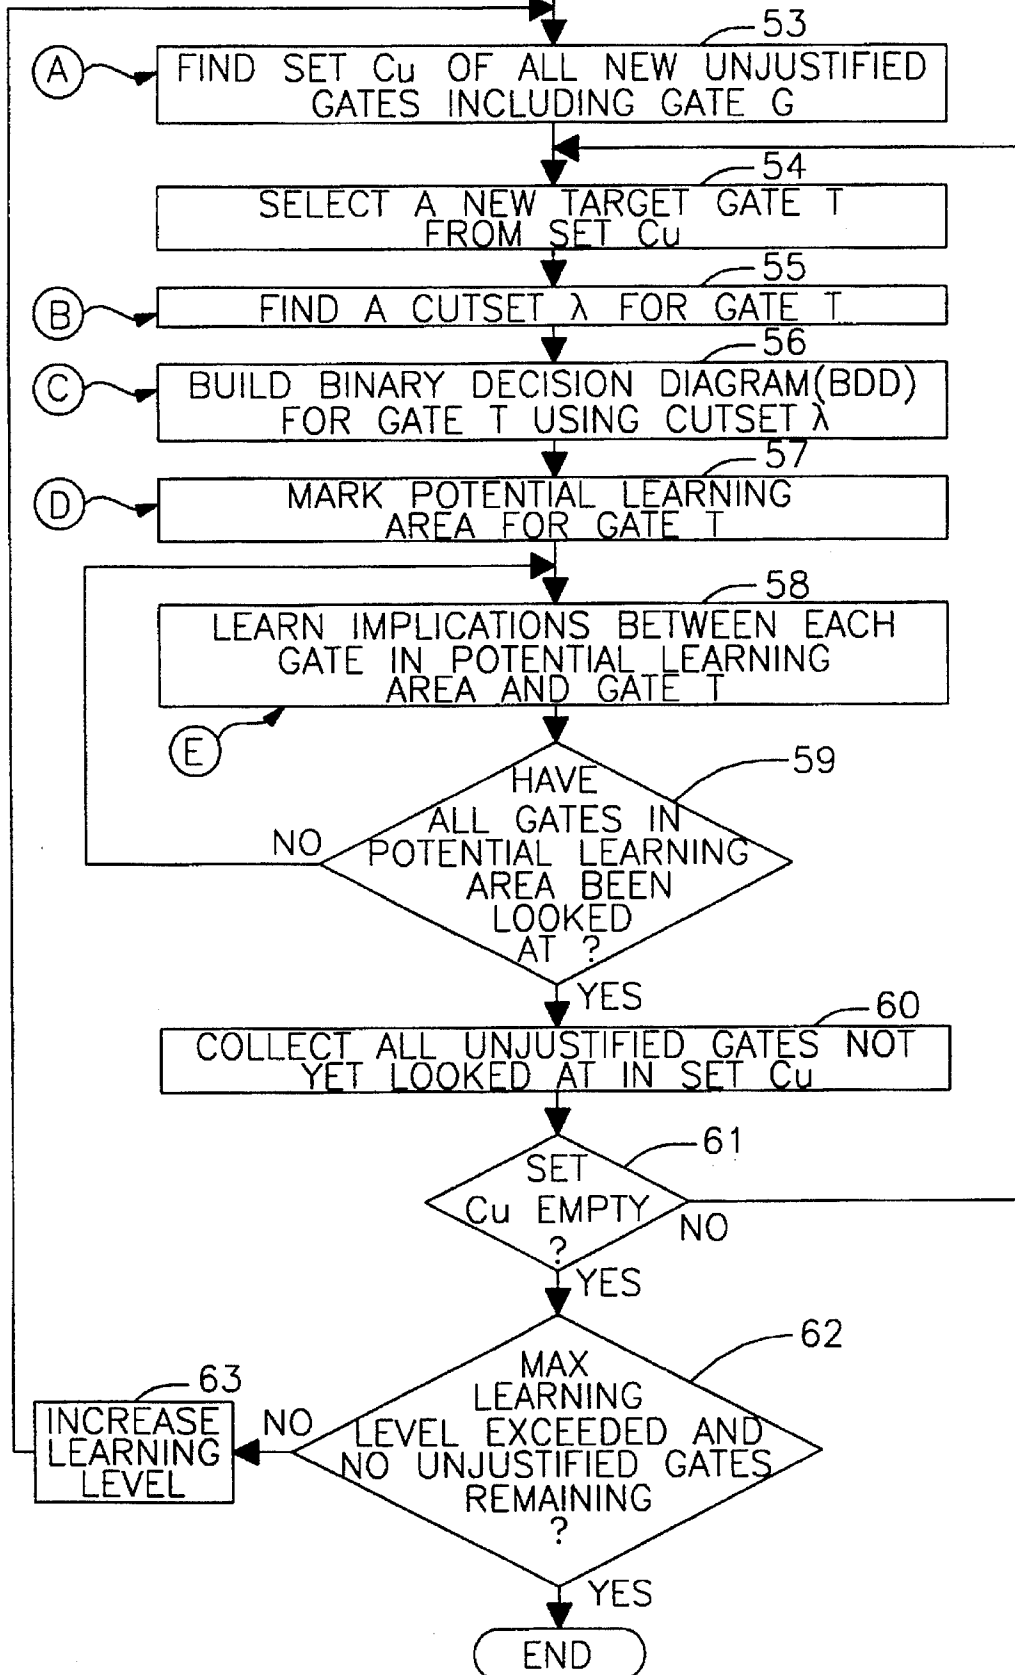 53
A
FIND SET Cu OF ALL NEW UNJUSTIFIED
GATES INCLUDING GATE G
54
SELECT A NEW TARGET GATE T
FROM SET Cu
55
B
FIND A CUTSET λ FOR GATE T
56
C
BUILD BINARY DECISION DIAGRAM(BDD)
FOR GATE T USING CUTSET λ
57
D
MARK POTENTIAL LEARNING
AREA FOR GATE T
58
LEARN IMPLICATIONS BETWEEN EACH
GATE IN POTENTIAL LEARNING
AREA AND GATE T
E
59
HAVE
ALL GATES IN
POTENTIAL LEARNING
AREA BEEN
LOOKED
AT ?
NO
YES
60
COLLECT ALL UNJUSTIFIED GATES NOT
YET LOOKED AT IN SET Cu
61
SET
Cu EMPTY
?
NO
YES
62
MAX
LEARNING
LEVEL EXCEEDED AND
NO UNJUSTIFIED GATES
REMAINING
?
NO
63
INCREASE
LEARNING
LEVEL
YES
END